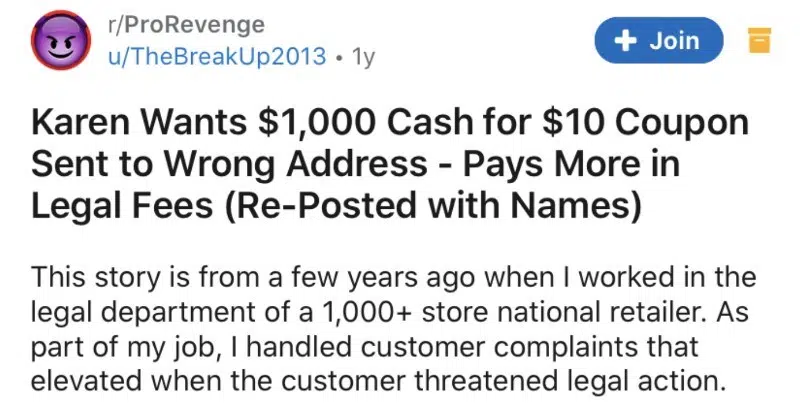 r/ProRevenge
u/TheBreakUp2013 • 1y
+ Join
Karen Wants $1,000 Cash for $10 Coupon
Sent to Wrong Address - Pays More in
Legal Fees (Re-Posted with Names)
This story is from a few years ago when I worked in the
legal department of a 1,000+ store national retailer. As
part of my job, I handled customer complaints that
elevated when the customer threatened legal action.